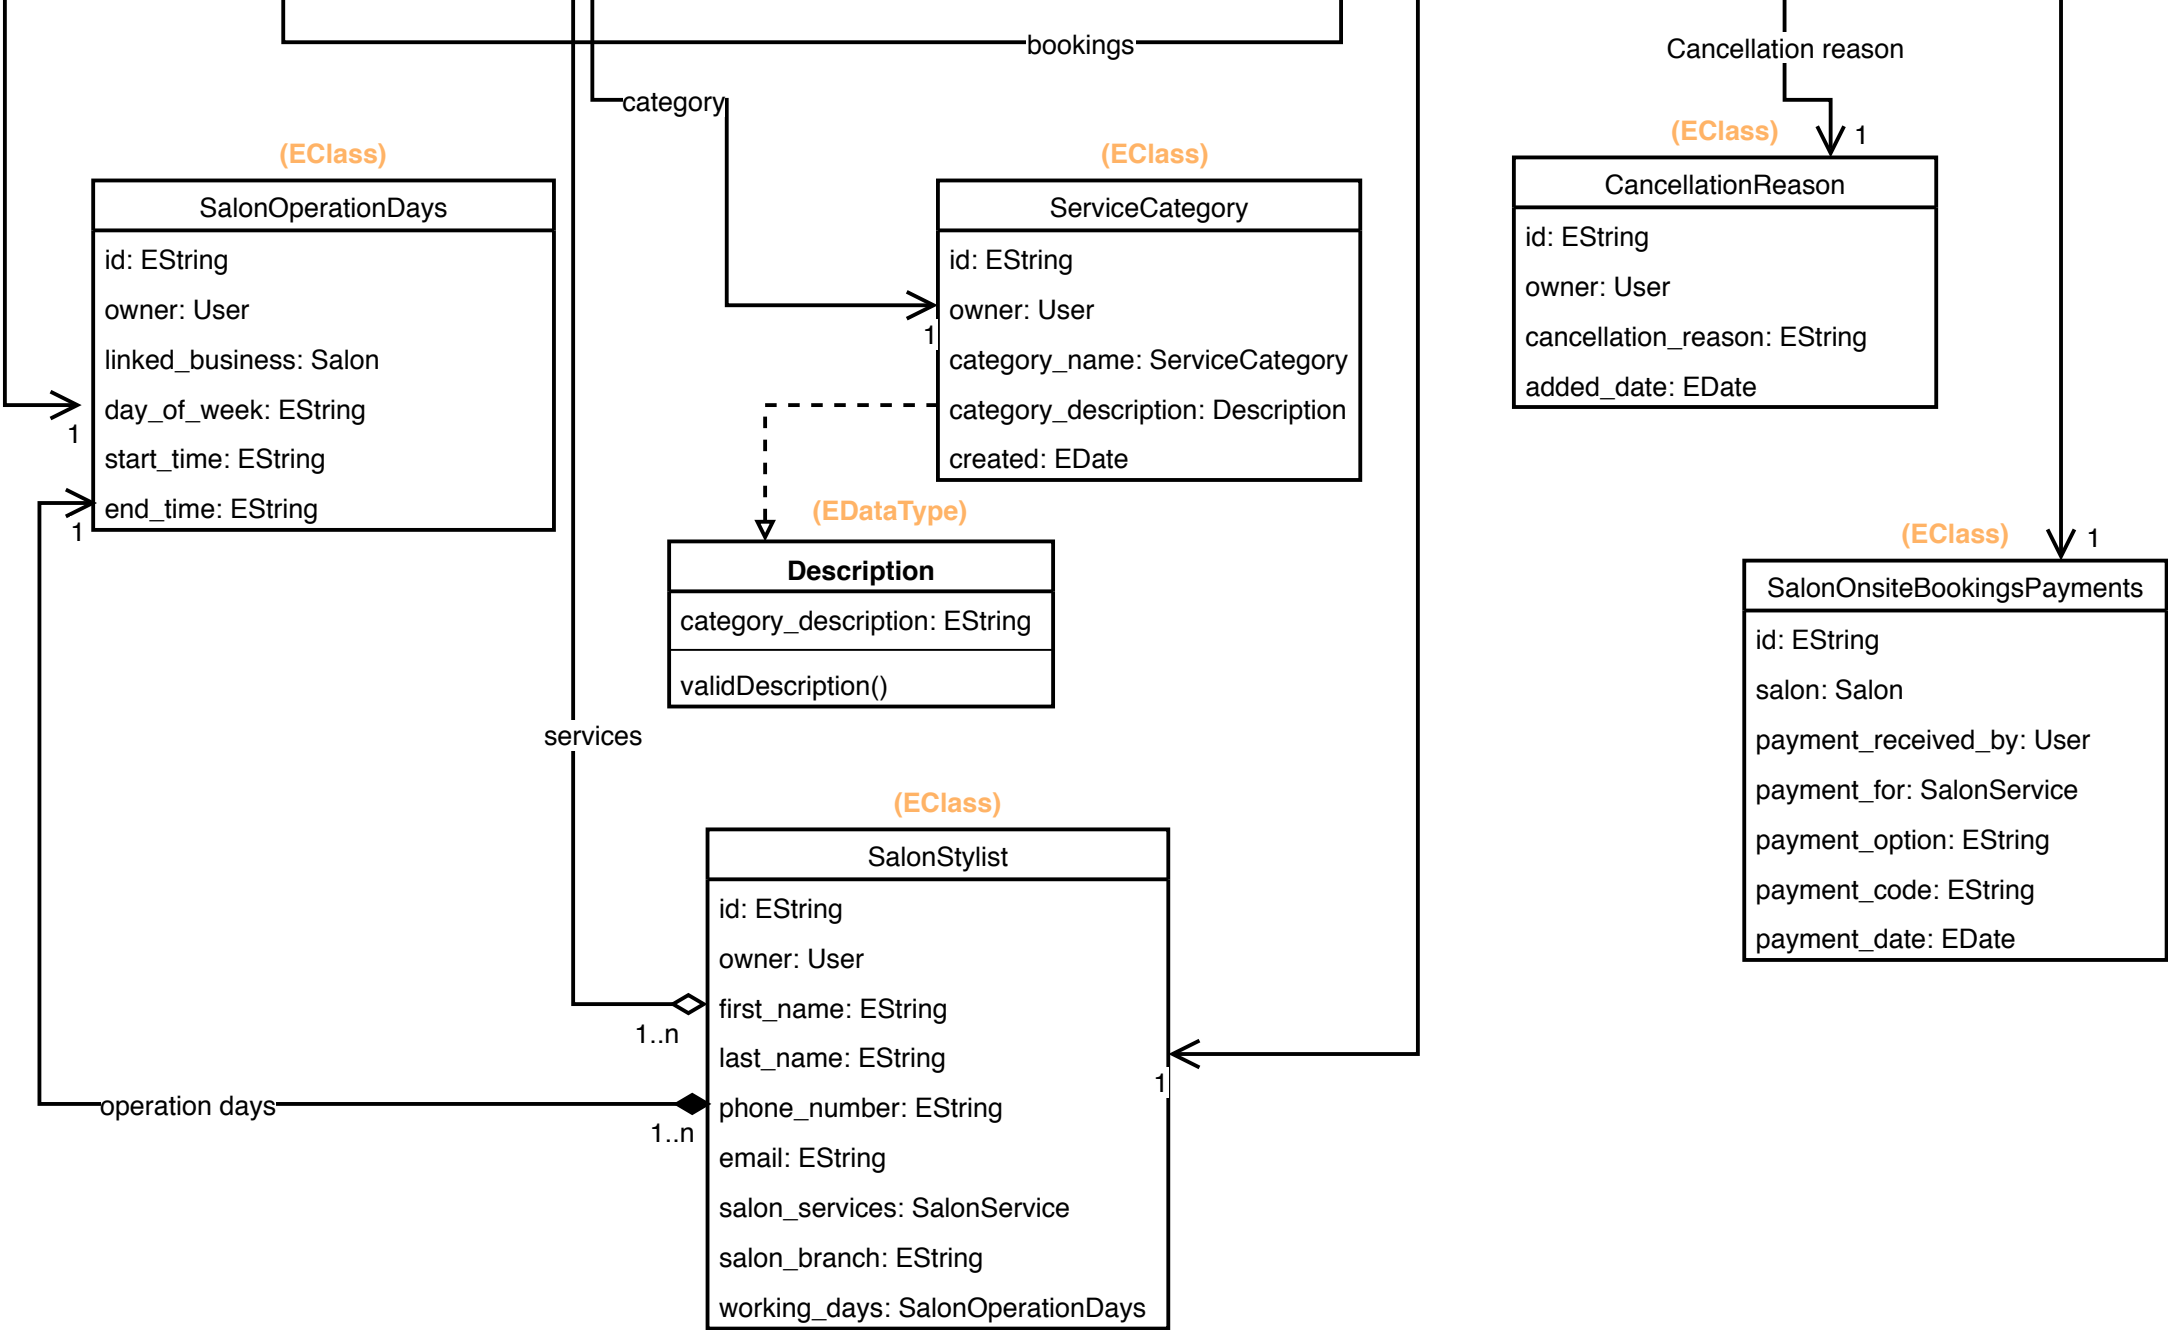 bookings
Cancellation reason
category
(EClass)
1
CancellationReason
id: EString
owner: User
cancellation_reason: EString
added_date: EDate
(EClass)
SalonOperationDays
id: EString
owner: User
linked_business: Salon
day_of_week: EString
start_time: EString
end_time: EString
1
1
(EClass)
ServiceCategory
id: EString
owner: User
category_name: ServiceCategory
category_description: Description
created: EDate
1
(EDataType)
Description
category_description: EString
validDescription()
(EClass)
1
SalonOnsiteBookingsPayments
id: EString
salon: Salon
payment_received_by: User
payment_for: SalonService
payment_option: EString
payment_code: EString
payment_date: EDate
services
(EClass)
SalonStylist
id: EString
owner: User
first_name: EString
last_name: EString
phone_number: EString
email: EString
salon_services: SalonService
salon_branch: EString
working_days: SalonOperationDays
1..n
1
operation days
1..n